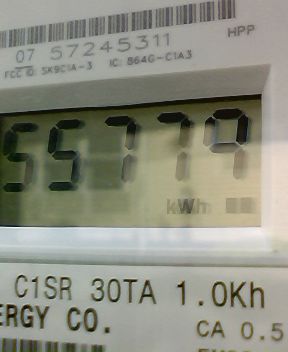 07 57245311 HPP
FCC ID: SK9C1A-3 IC: 864G-C1A3
55779
kWh
C1SR 30TA 1.0Kh
ERGY CO.
CA 0.5